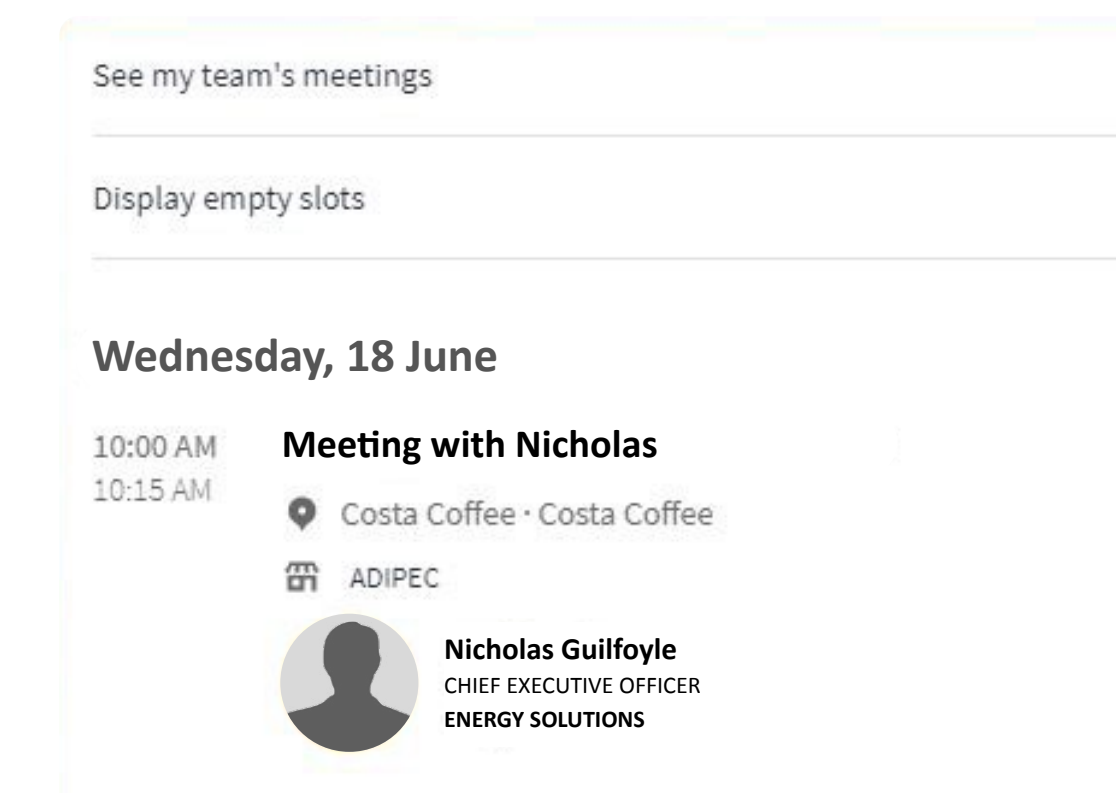 See my team's meetings
Display empty slots
Wednesday, 18 June
10:00 AM
10:15 AM
Meeting with Nicholas
Costa Coffee · Costa Coffee
ADIPEC
Nicholas Guilfoyle
CHIEF EXECUTIVE OFFICER
ENERGY SOLUTIONS